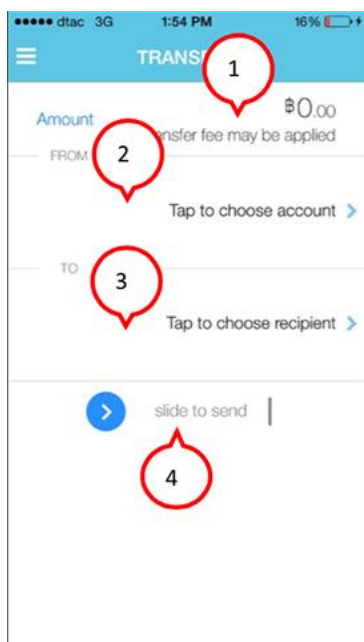 dtac 3G 1:54 PM 16%
1
Amount ฿0.00
fee may be applied
FROM 2
Tap to choose account
TO 3
Tap to choose recipient
slide to send
4